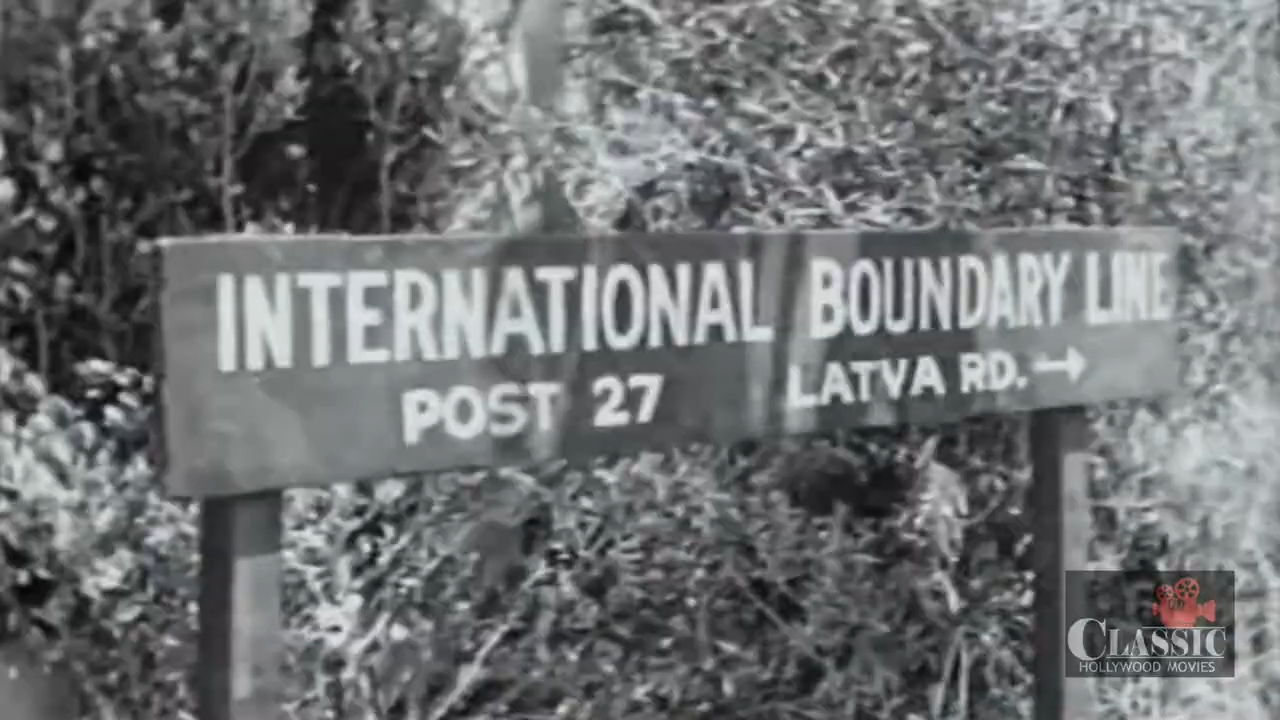 INTERNATIONAL BOUNDARY LINE
POST 27 LATVA RD. →
CLASSIC
HOLLYWOOD MOVIES